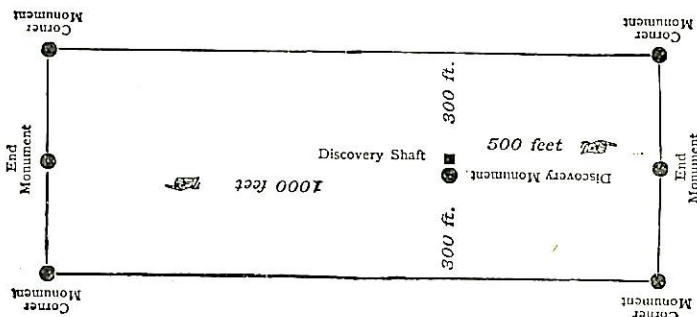 Corner
Monument
Corner
Monument
300 ft.
500 feet
End
Monument
Discovery Shaft
End
Monument
Discovery Monument
1000 feet
300 ft.
Corner
Monument
Corner
Monument